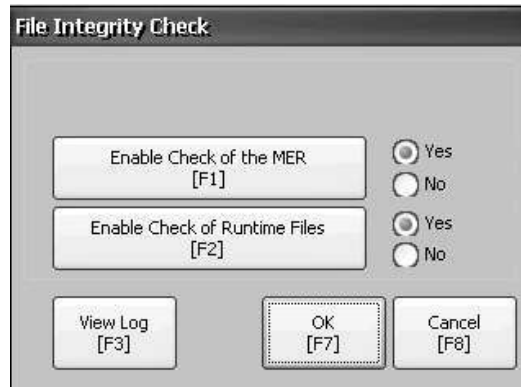 File Integrity Check
Enable Check of the MER
[F1]
Yes
No
Enable Check of Runtime Files
[F2]
Yes
No
View Log
[F3]
OK
[F7]
Cancel
[F8]